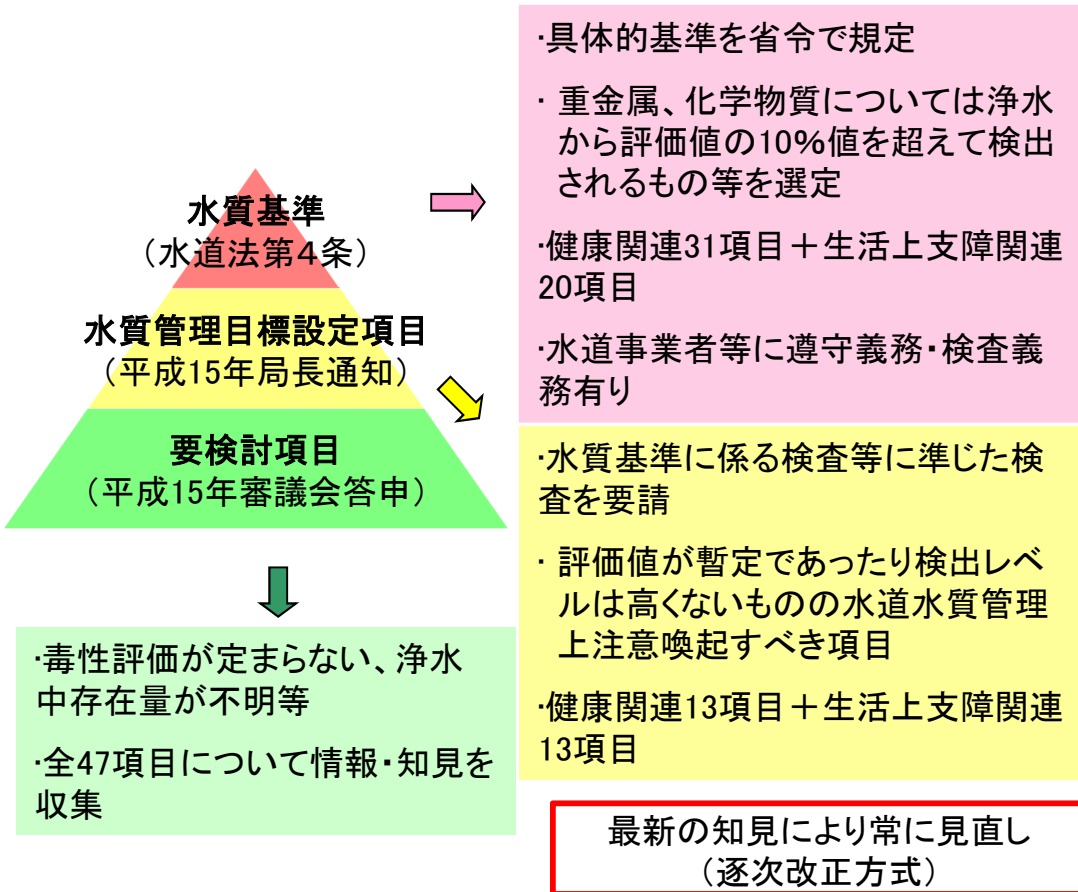 水質基準
（水道法第４条）
水質管理目標設定項目
（平成15年局長通知）
要検討項目
（平成15年審議会答申）
・具体的基準を省令で規定
・ 重金属、化学物質については浄水
から評価値の10%値を超えて検出
されるもの等を選定
・健康関連31項目＋生活上支障関連
20項目
・水道事業者等に遵守義務・検査義
務有り
・水質基準に係る検査等に準じた検
査を要請
・ 評価値が暫定であったり検出レベ
ルは高くないものの水道水質管理
上注意喚起すべき項目
・健康関連13項目＋生活上支障関連
13項目
・毒性評価が定まらない、浄水
中存在量が不明等
・全47項目について情報・知見を
収集
最新の知見により常に見直し
（逐次改正方式）